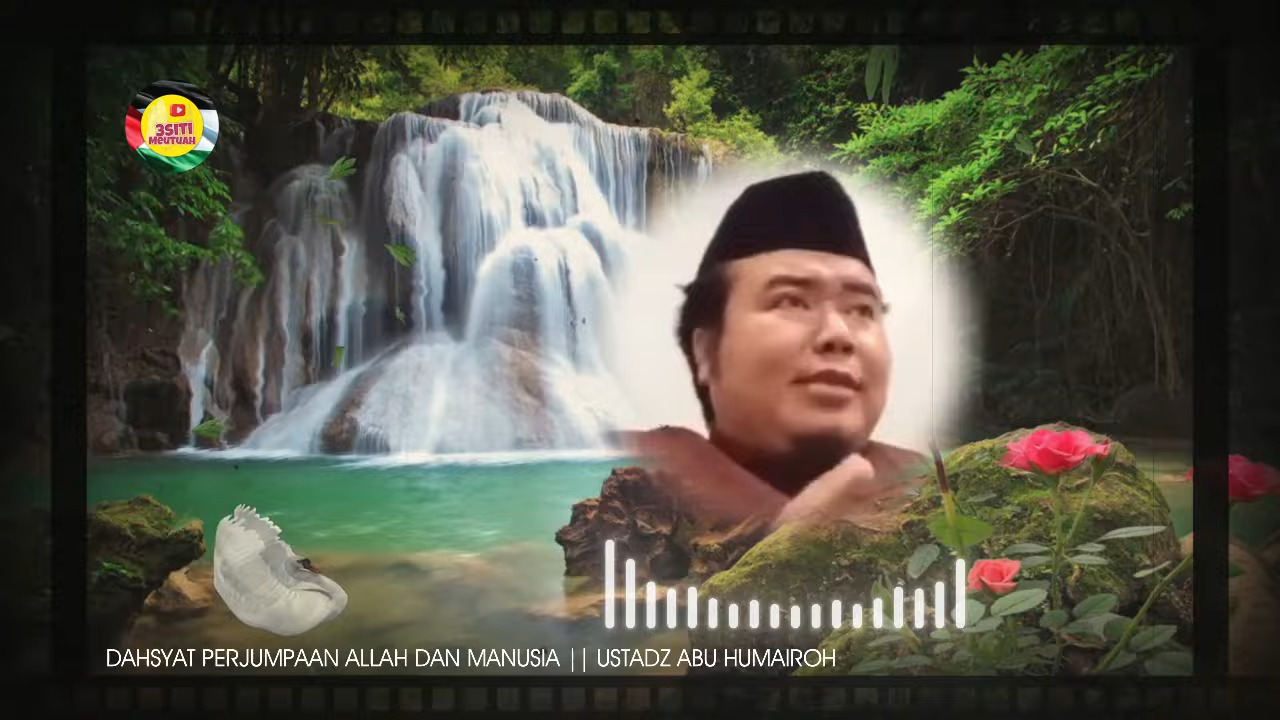 3SITI
MEUTUAH
DAHSYAT PERJUMPAAN ALLAH DAN MANUSIA || USTADZ ABU HUMAIROH